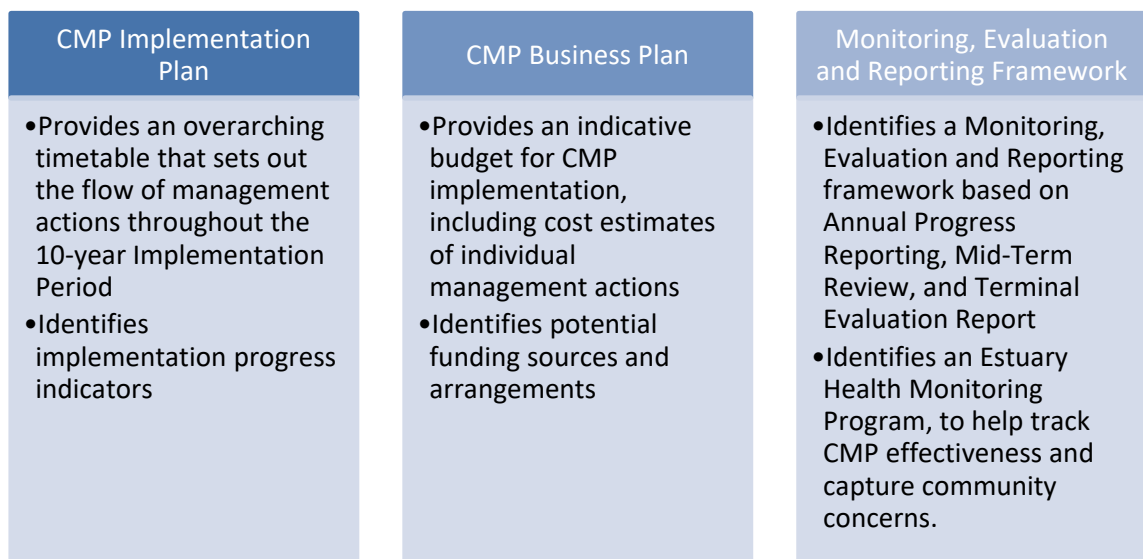 CMP Implementation
Plan
•Provides an overarching
timetable that sets out
the flow of management
actions throughout the
10-year Implementation
Period
•Identifies
implementation progress
indicators
CMP Business Plan
•Provides an indicative
budget for CMP
implementation,
including cost estimates
of individual
management actions
•Identifies potential
funding sources and
arrangements
Monitoring, Evaluation
and Reporting Framework
•Identifies a Monitoring,
Evaluation and Reporting
framework based on
Annual Progress
Reporting, Mid-Term
Review, and Terminal
Evaluation Report
•Identifies an Estuary
Health Monitoring
Program, to help track
CMP effectiveness and
capture community
concerns.